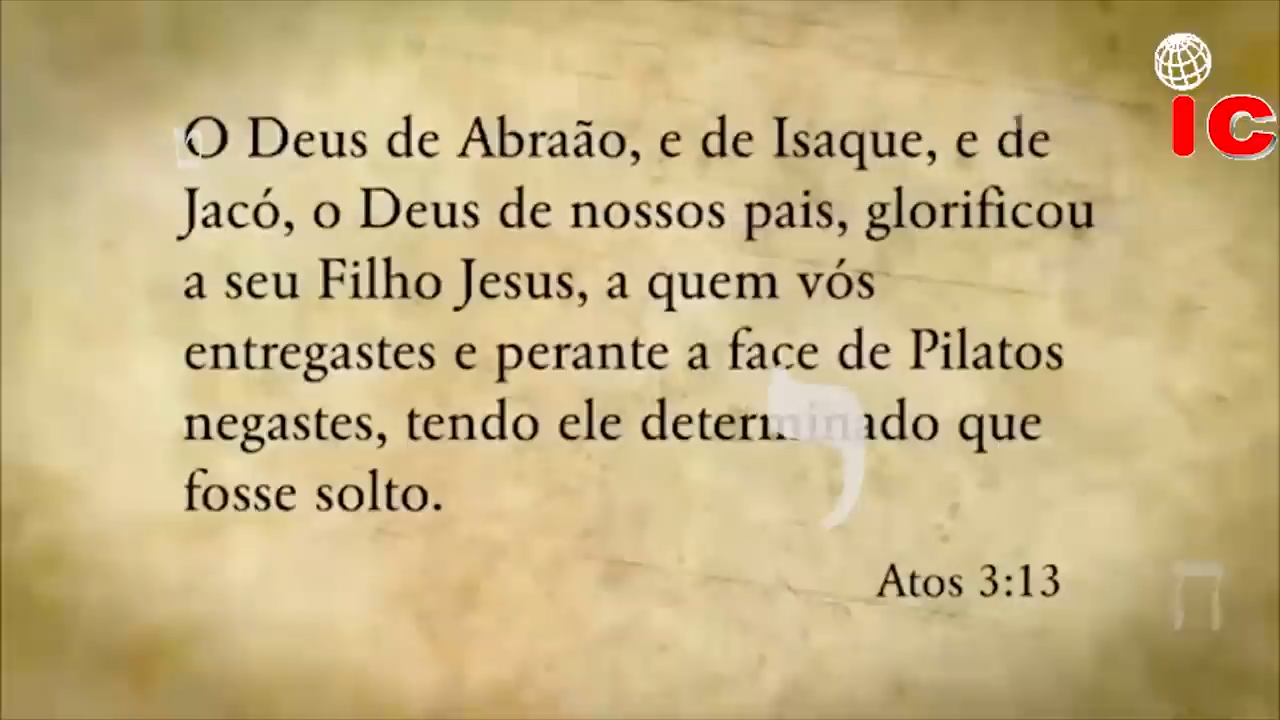 O Deus de Abraão, e de Isaque, e de
Jacó, o Deus de nossos pais, glorificou
a seu Filho Jesus, a quem vós
entregastes e perante a face de Pilatos
negastes, tendo ele determinado que
fosse solto.
Atos 3:13
IC